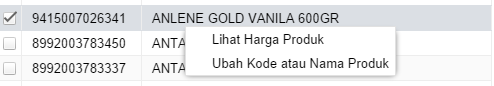 9415007026341 ANLENE GOLD VANILA 600GR
8992003783450 ANTA
Lihat Harga Produk
8992003783337 ANTA
Ubah Kode atau Nama Produk